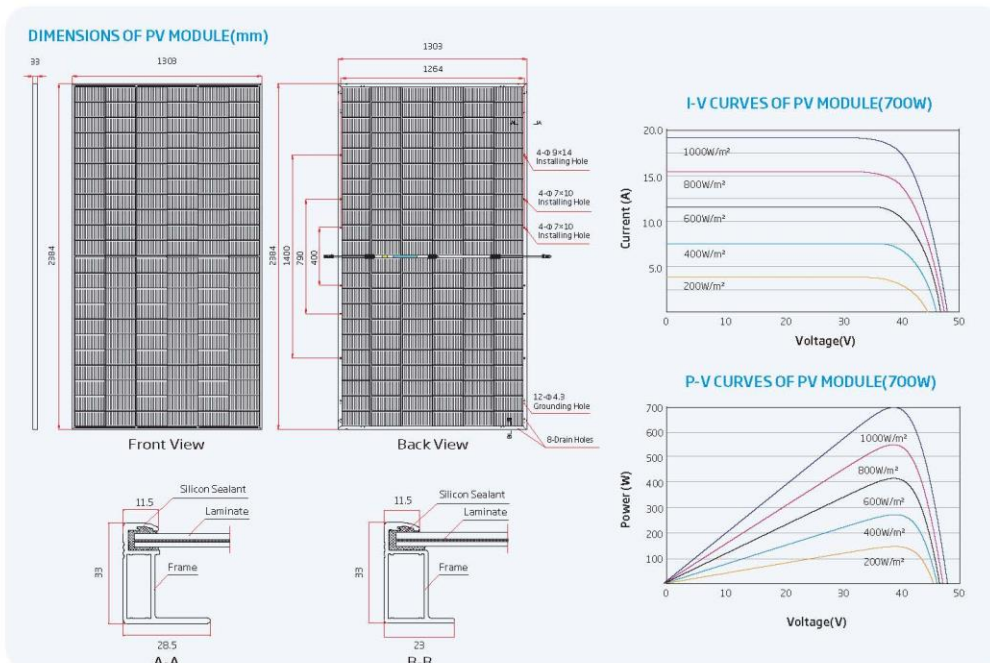 DIMENSIONS OF PV MODULE(mm)
33
1303
2384
Front View
1303
1264
2384
1400
790
400
4-Φ 9×14
Installing Hole
4-Φ 7×10
Installing Hole
4-Φ 7×10
Installing Hole
12-Φ 4.3
Grounding Hole
8-Drain Holes
Back View
11.5
Silicon Sealant
Laminate
Frame
33
28.5
A-A
11.5
Silicon Sealant
Laminate
Frame
33
23
B-B
I-V CURVES OF PV MODULE(700W)
Current (A)
20.0
15.0
10.0
5.0
1000W/m²
800W/m²
600W/m²
400W/m²
200W/m²
0 10 20 30 40 50
Voltage(V)
P-V CURVES OF PV MODULE(700W)
Power (W)
700
600
500
400
300
200
100
1000W/m²
800W/m²
600W/m²
400W/m²
200W/m²
0 10 20 30 40 50
Voltage(V)